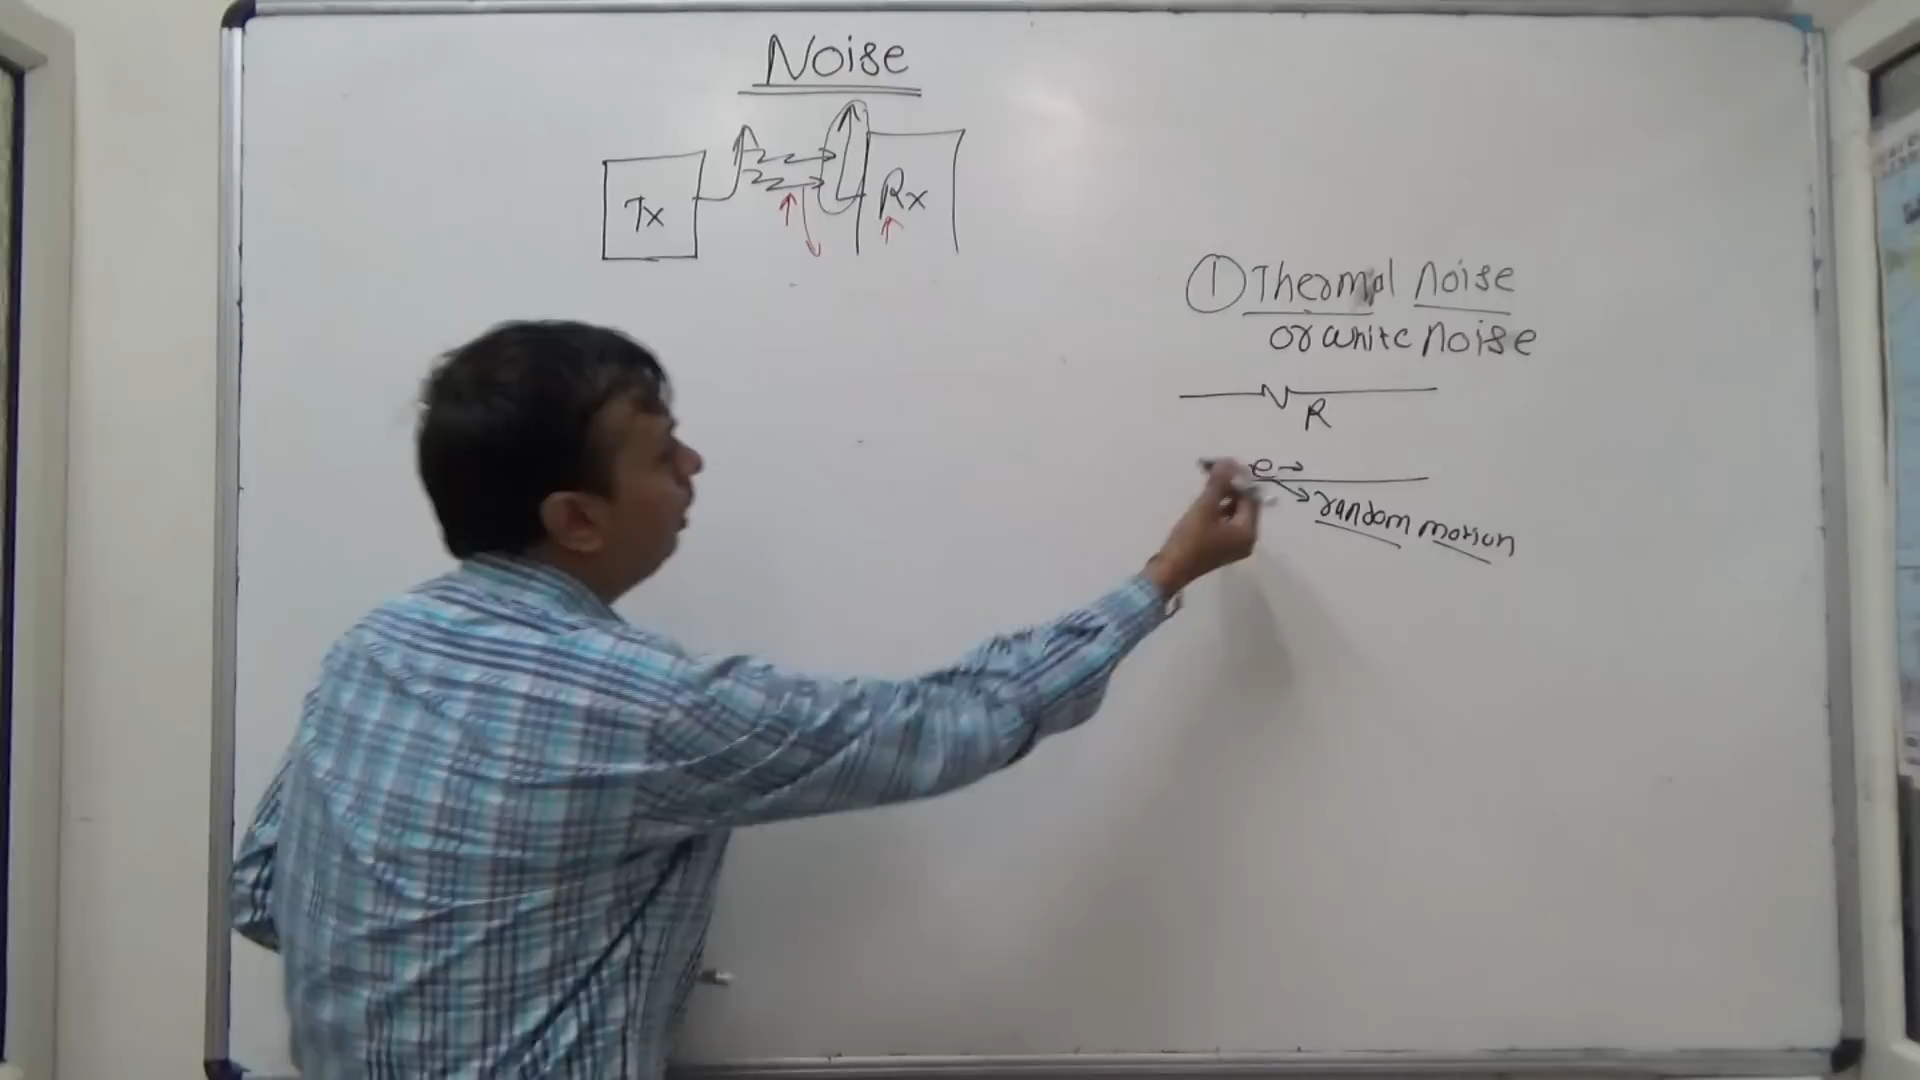 Noise
Tx
Rx
① Thermal Noise
or white Noise
R
e
random motion